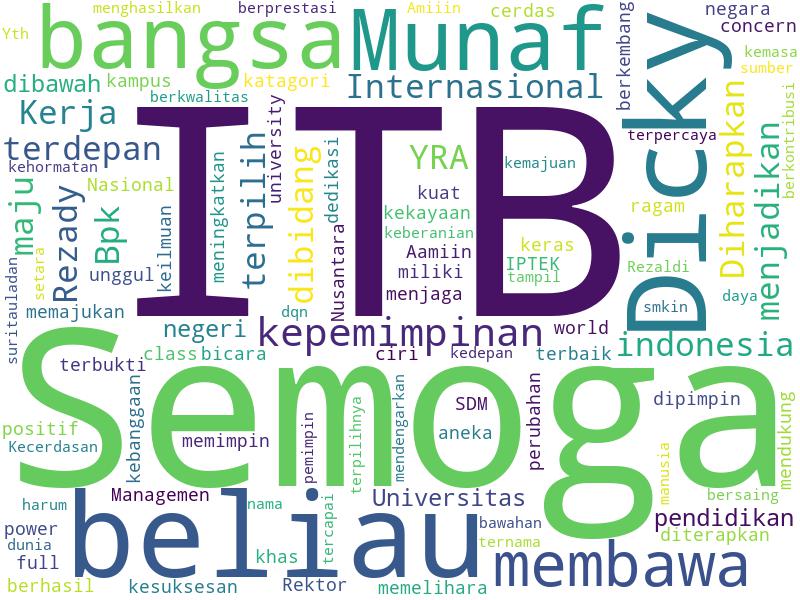 menghasilkan
berprestasi
Amiiin
cerdas
negara
Yth
bangsa
Munaf
berkembang
concern
kemasa
sumber
dibawah
kampus
katagori
Internasional
Dicky
Kerja
berkwalitas
ITB
terpercaya
Diharapkan
berkontribusi
terdepan
university
terpilih
dibidang
dedikasi
YRA
kemajuan
menjadikan
kehormatan
Nasional
meningkatkan
maju
Rezady
Bpk
keilmuan
kuat
kekayaan
keberanian
ragam
Nusantara
Aamiin
keras
IPTEK
miliki
tampil
menjaga
Rezaldi
daya
unggul
setara
suritauladan
smkin
memajukan
dqn
negeri
kepemimpinan
world
indonesia
Semoga
class
bicara
ciri
kedepan
terbaik
terbukti
kebanggaan
mendengarkan
SDM
perubahan
dipimpin
mendukung
positif
Kecerdasan
memimpin
pemimpin
terpilihnya
aneka
manusia
Managemen
beliau
nama
tercapai
Universitas
bersaing
harum
power
bawahan
pendidikan
dunia
ternama
diterapkan
full
khas
membawa
berhasil
kesuksesan
Rektor
memelihara